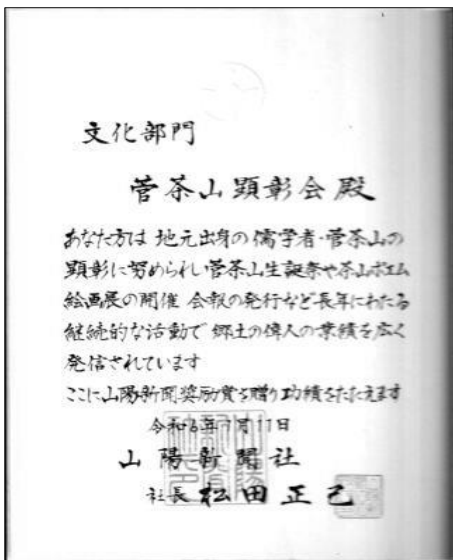 文化部門
菅茶山顕彰会殿
あなた方は地元出身の儒学者・菅茶山の
顕彰に努められ菅茶山生誕祭や茶山ポエム
絵画展の開催 会報の発行など長年にわたる
継続的な活動で郷土の偉人の業績を広く
発信されています
ここに山陽新聞奨励賞を贈り功績をたたえます
令和6年1月11日
山陽新聞社
社長 松田正己